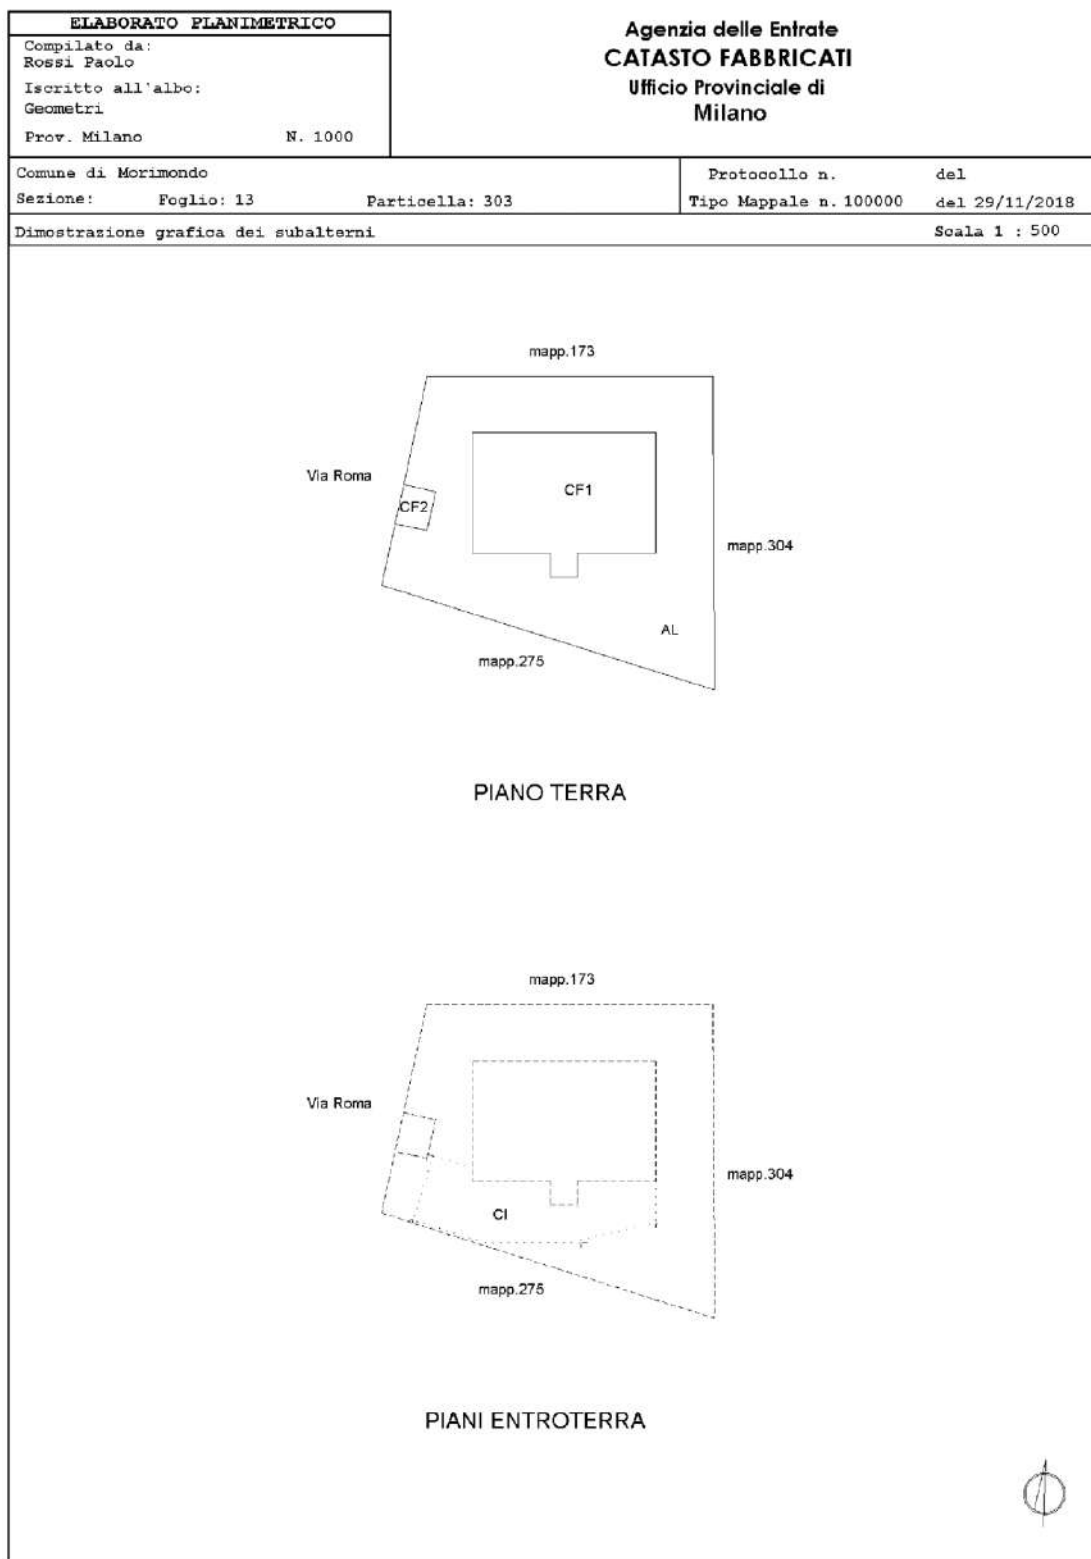 ELABORATO PLANIMETRICO
Compilato da:
Rossi Paolo
Iscritto all'albo:
Geometri
Prov. Milano N. 1000
Agenzia delle Entrate
CATASTO FABBRICATI
Ufficio Provinciale di
Milano
Comune di Morimondo
Sezione: Foglio: 13 Particella: 303
Protocollo n. del
Tipo Mappale n. 100000 del 29/11/2018
Dimostrazione grafica dei subalterni Scala 1 : 500
mapp.173
Via Roma
CF1
CF2
mapp.304
AL
mapp.275
PIANO TERRA
mapp.173
Via Roma
mapp.304
CI
mapp.275
PIANI ENTROTERRA